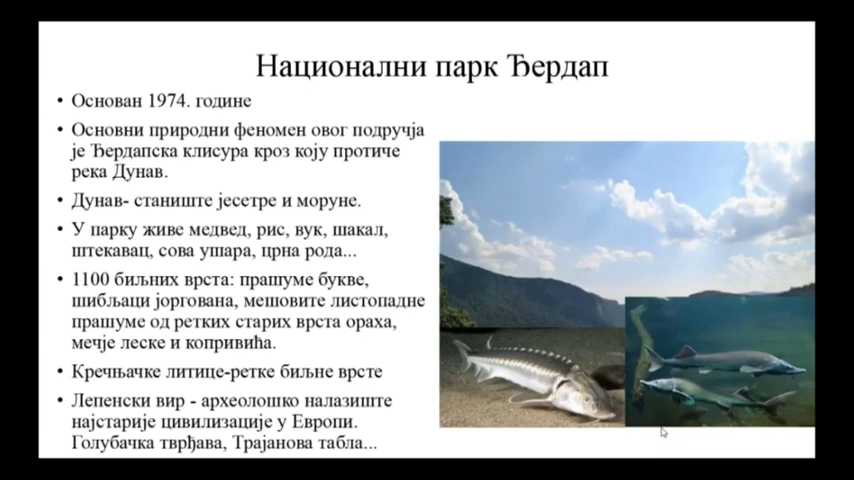 Национални парк Ђердап
• Основан 1974. године
• Основни природни феномен овог подручја
је Ђердапска клисура кроз коју протиче
река Дунав.
• Дунав- станиште јесетре и моруне.
• У парку живе медвед, рис, вук, шакал,
штекавац, сова ушара, црна рода...
• 1100 биљних врста: прашуме букве,
шибљаци јоргована, мешовите листопадне
прашуме од ретких старих врста ораха,
мечје леске и копривића.
• Кречњачке литице-ретке биљне врсте
• Лепенски вир - археолошко налазиште
најстарије цивилизације у Европи.
Голубачка тврђава, Трајанова табла...